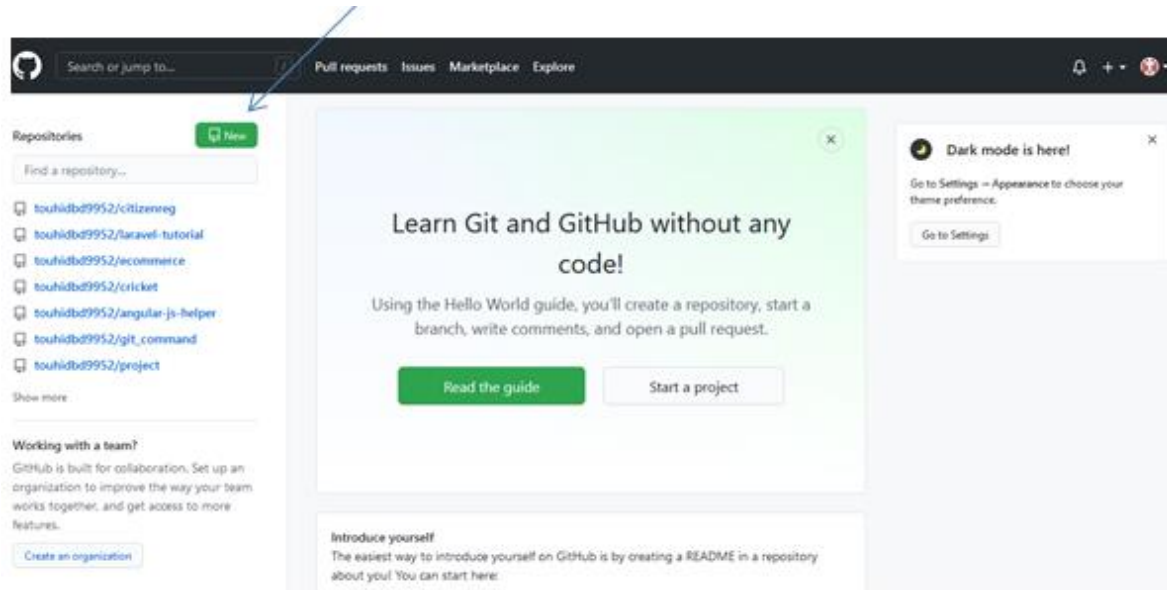 Search or jump to...
/
Pull requests Issues Marketplace Explore
Repositories
New
Find a repository...
touhidbd9952/citizenreg
touhidbd9952/laravel-tutorial
touhidbd9952/ecommerce
touhidbd9952/cricket
touhidbd9952/angular-js-helper
touhidbd9952/git_command
touhidbd9952/project
Show more
Working with a team?
GitHub is built for collaboration. Set up an
organization to improve the way your team
works together, and get access to more
features.
Create an organization
Learn Git and GitHub without any
code!
Using the Hello World guide, you'll create a repository, start a
branch, write comments, and open a pull request.
Read the guide
Start a project
Introduce yourself
The easiest way to introduce yourself on GitHub is by creating a README in a repository
about you! You can start here:
Dark mode is here!
Go to Settings → Appearance to choose your
theme preference.
Go to Settings